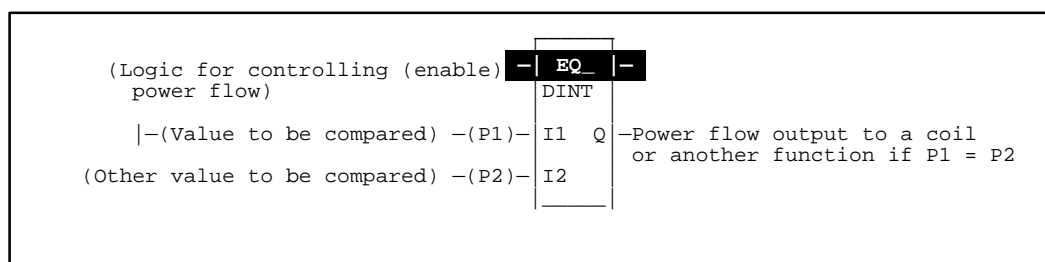 (Logic for controlling (enable) –| EQ_ |–
power flow) DINT
|–(Value to be compared) –(P1)– I1 Q –Power flow output to a coil
or another function if P1 = P2
(Other value to be compared) –(P2)– I2